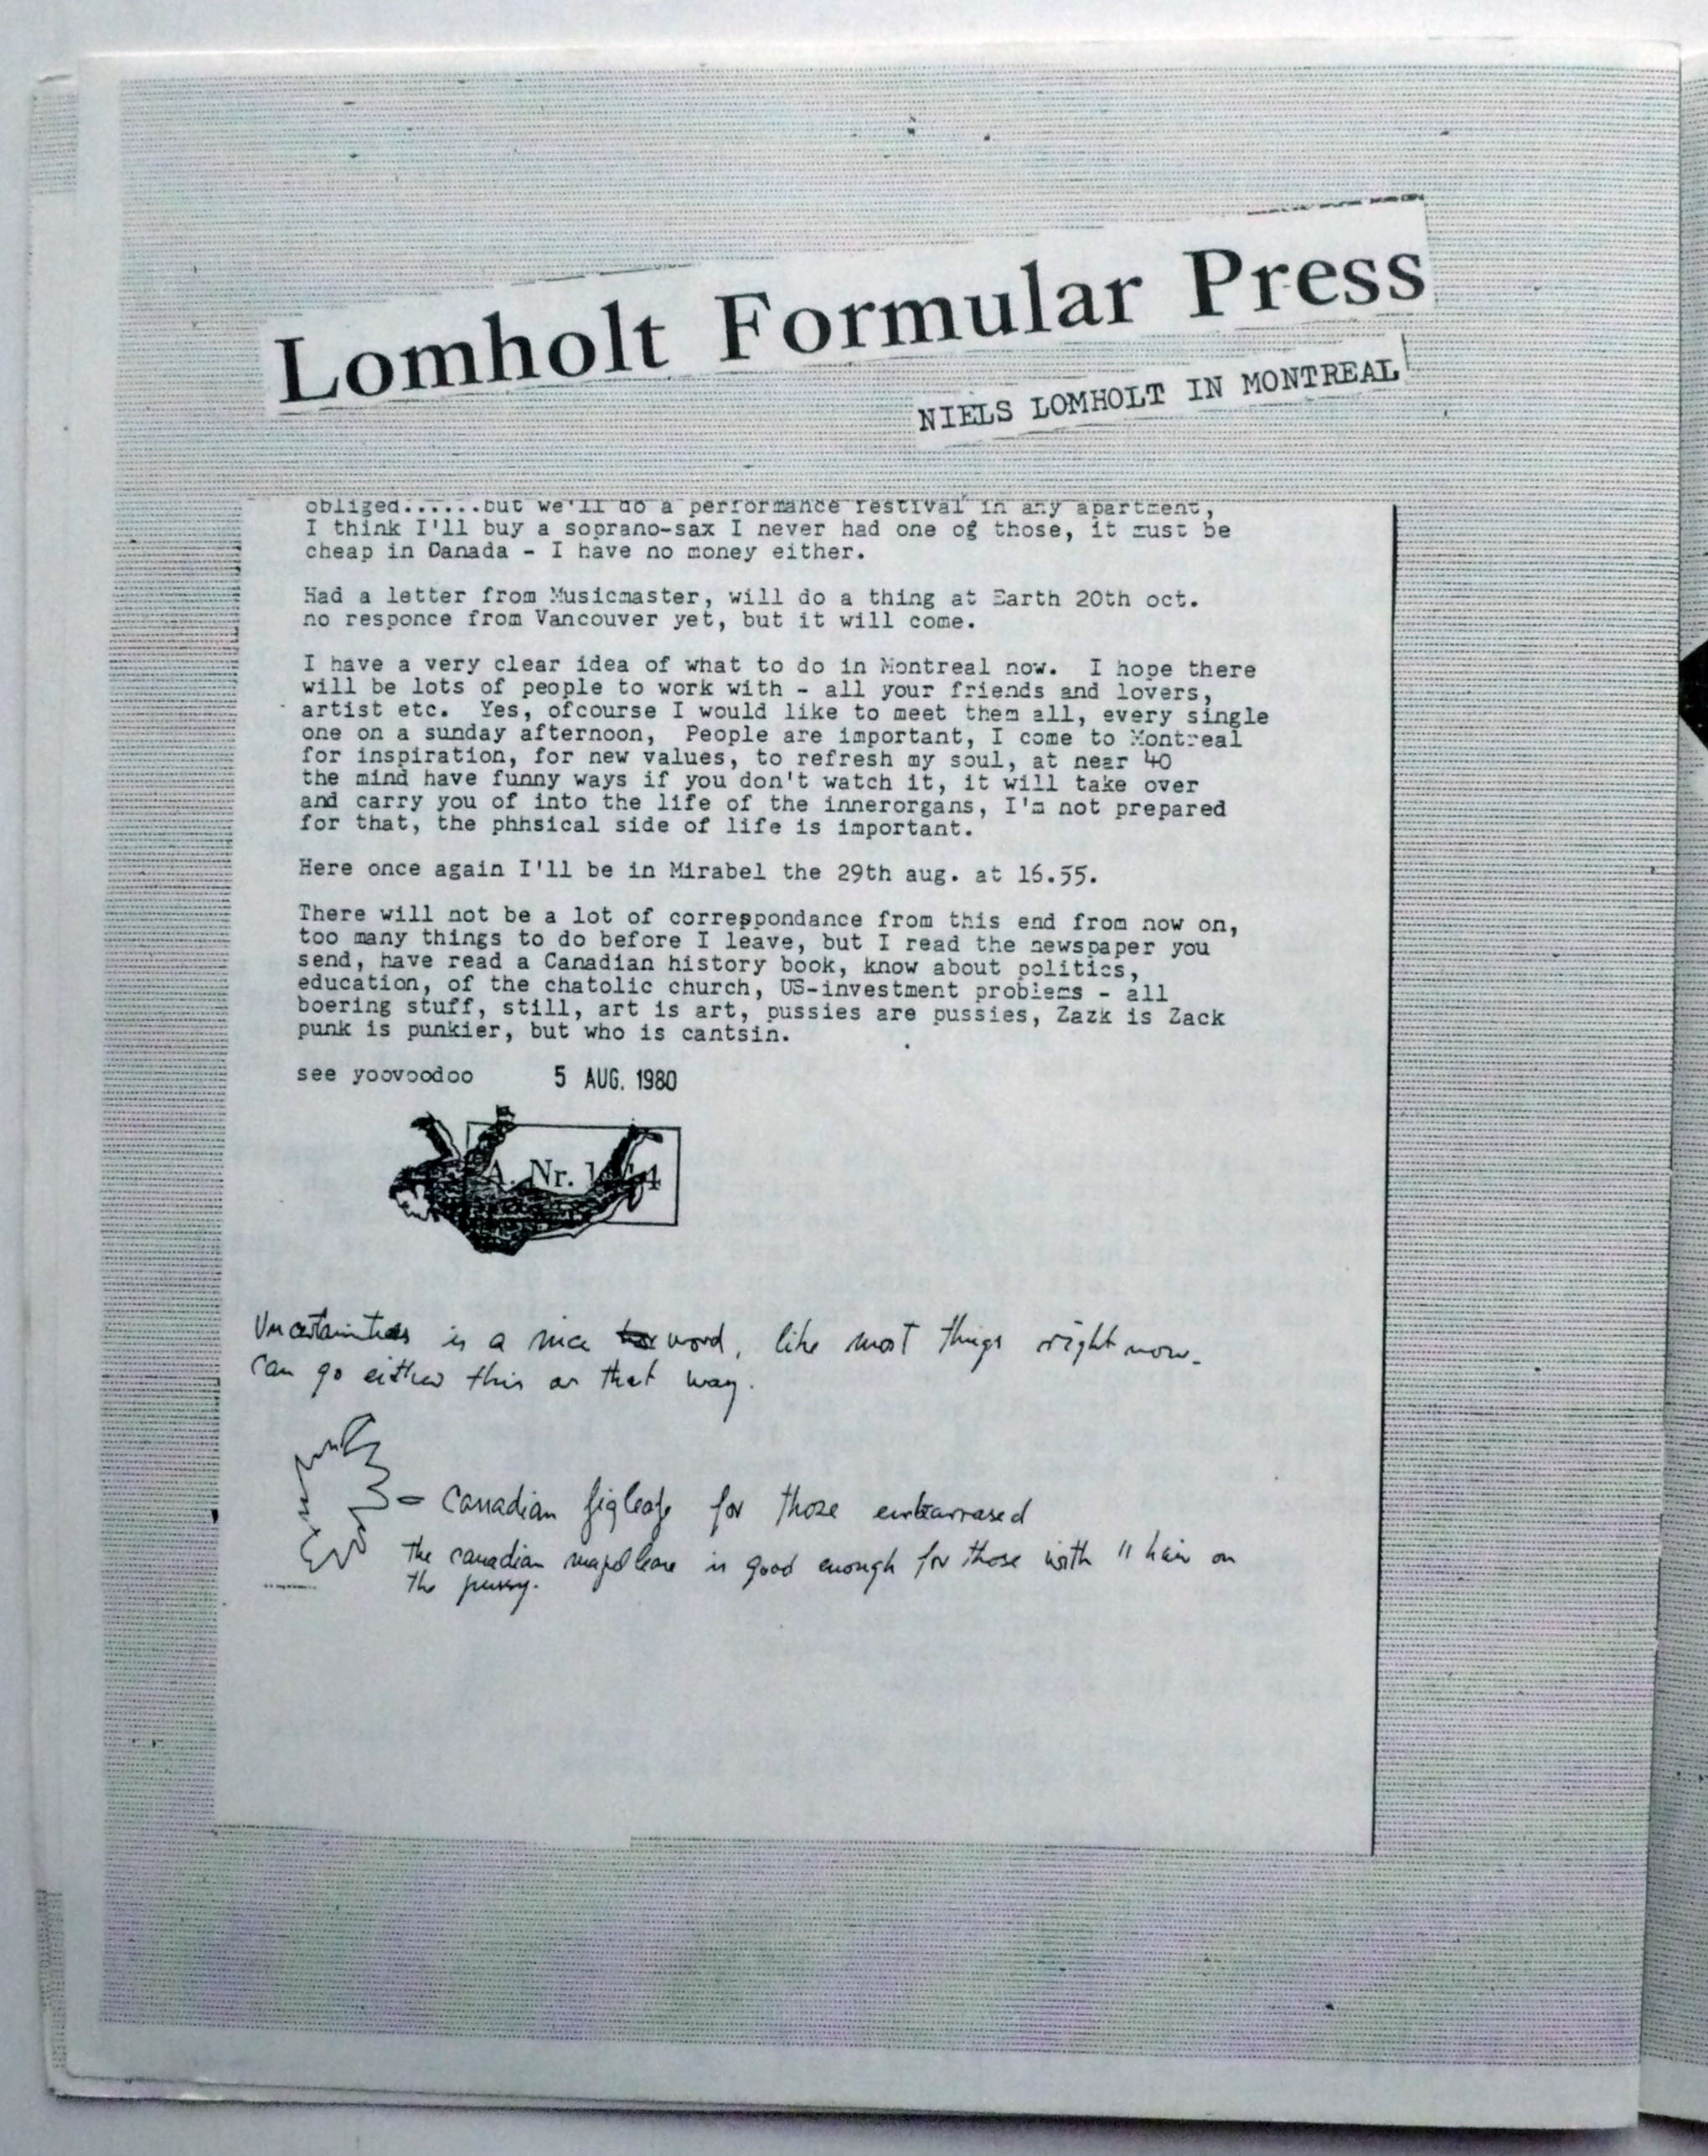 Lomholt Formular Press
NIELS LOMHOLT IN MONTREAL
obliged......but we'll do a performance festival in any apartment,
I think I'll buy a soprano-sax I never had one og those, it must be
cheap in Canada - I have no money either.
Had a letter from Musicmaster, will do a thing at Earth 20th oct.
no responce from Vancouver yet, but it will come.
I have a very clear idea of what to do in Montreal now. I hope there
will be lots of people to work with - all your friends and lovers,
artist etc. Yes, ofcourse I would like to meet them all, every single
one on a sunday afternoon, People are important, I come to Montreal
for inspiration, for new values, to refresh my soul, at near 40
the mind have funny ways if you don't watch it, it will take over
and carry you of into the life of the innerorgans, I'm not prepared
for that, the phhsical side of life is important.
Here once again I'll be in Mirabel the 29th aug. at 16.55.
There will not be a lot of correspondance from this end from now on,
too many things to do before I leave, but I read the newspaper you
send, have read a Canadian history book, know about politics,
education, of the chatolic church, US-investment problems - all
boering stuff, still, art is art, pussies are pussies, Zazk is Zack
punk is punkier, but who is cantsin.
see yoovoodoo 5 AUG. 1980
A. Nr.
Uncertainties is a nice word, like most things right now.
can go either this or that way.
= Canadian figleafe for those embarrased
the canadian is good enough for those with " hair on
the pussy.